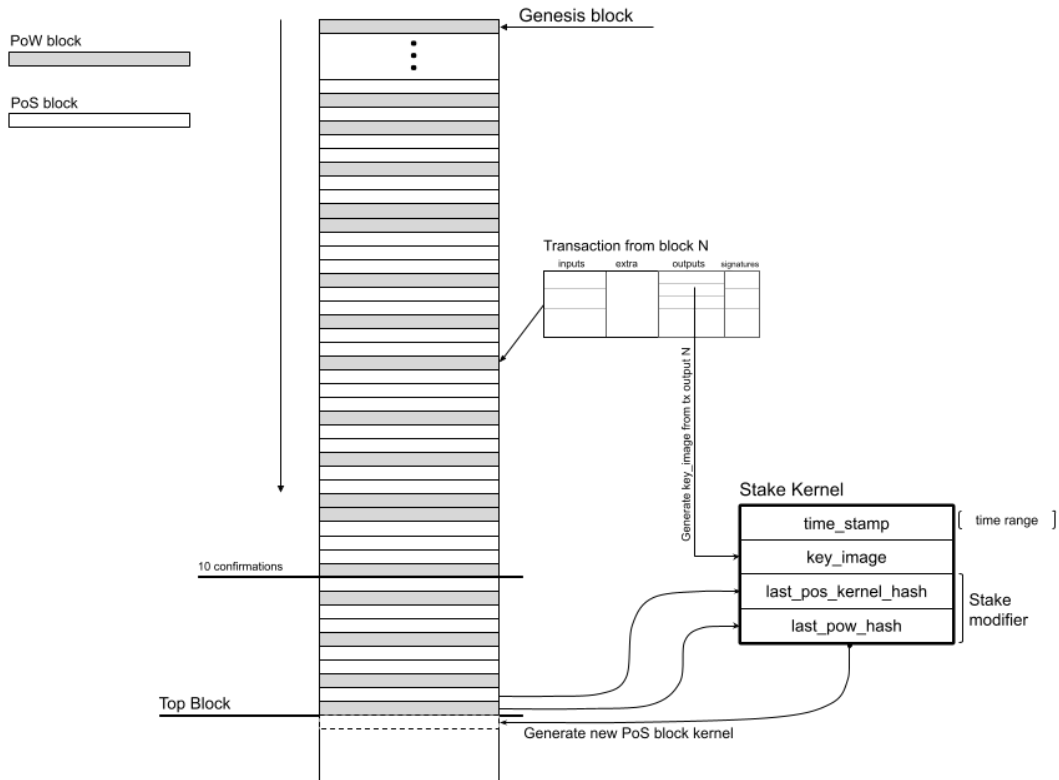 Genesis block
PoW block
PoS block
Transaction from block N
inputs extra outputs signatures
Generate key_image from tx output N
Stake Kernel
time_stamp
[ time range ]
key_image
10 confirmations
last_pos_kernel_hash
Stake
modifier
last_pow_hash
Top Block
Generate new PoS block kernel